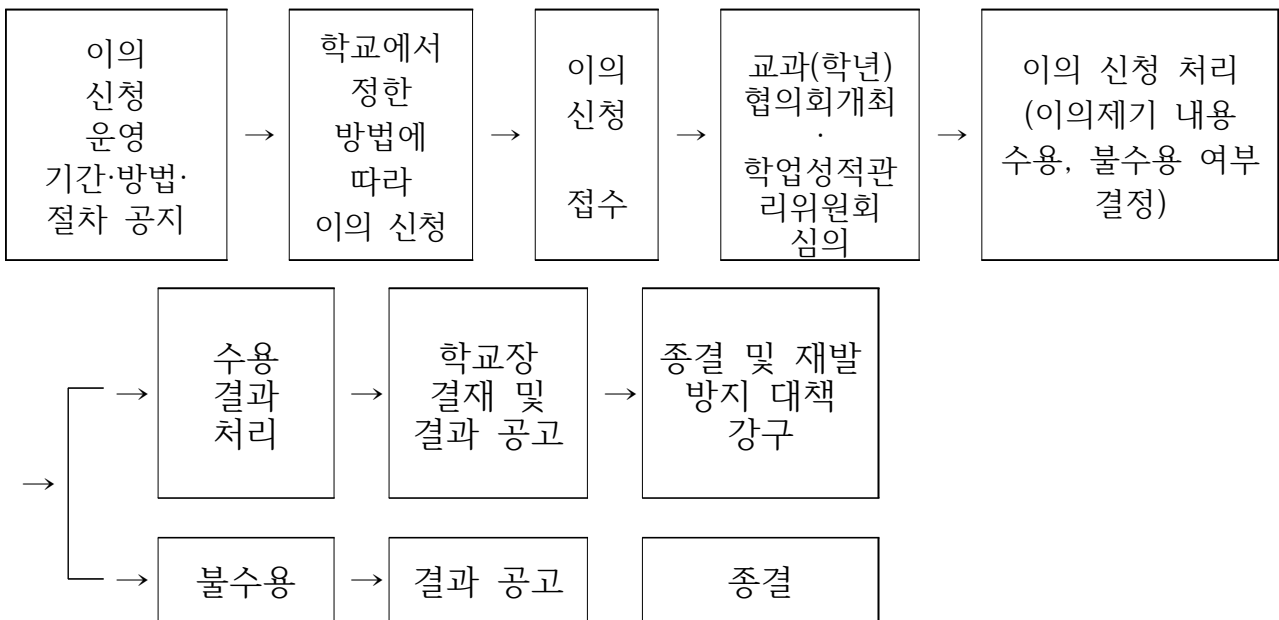 이의
신청
운영
기간·방법·
절차 공지
→
학교에서
정한
방법에
따라
이의 신청
→
이의
신청
접수
→
교과(학년)
협의회개최
·
학업성적관
리위원회
심의
→
이의 신청 처리
(이의제기 내용
수용, 불수용 여부
결정)
→
→
수용
결과
처리
→
학교장
결재 및
결과 공고
→
종결 및 재발
방지 대책
강구
→
불수용
→
결과 공고
종결